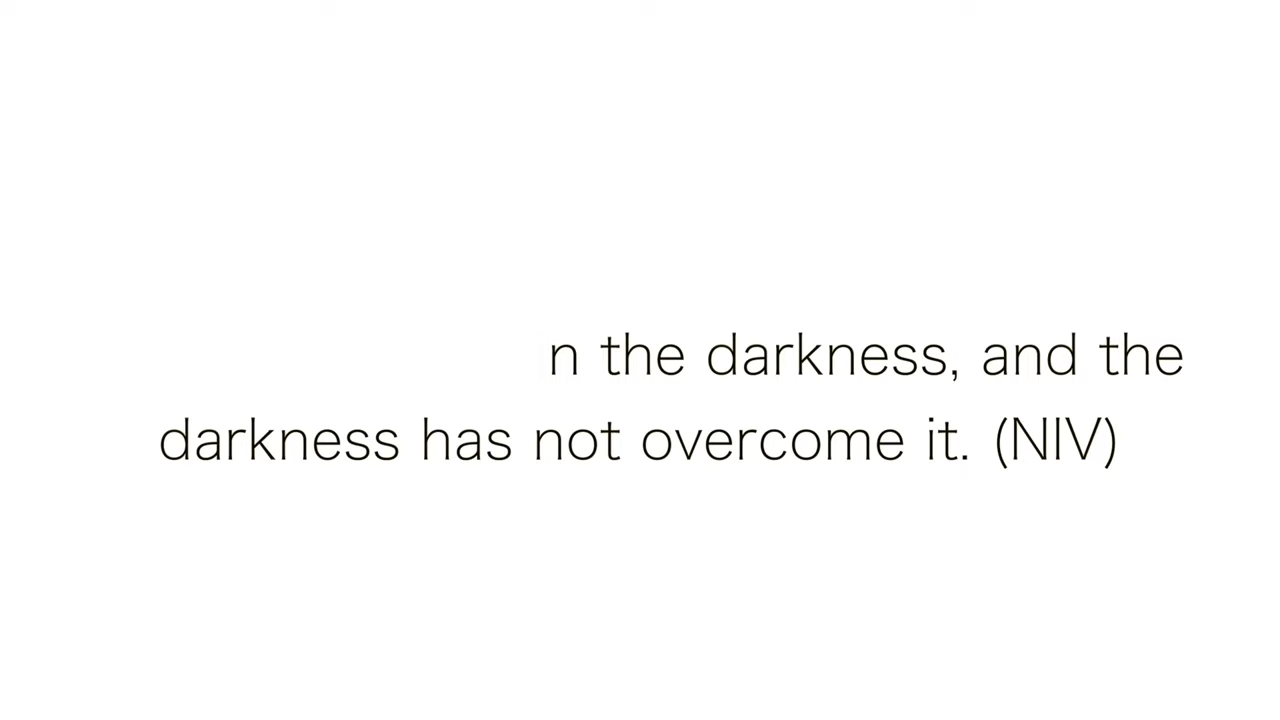 n the darkness, and the
darkness has not overcome it. (NIV)